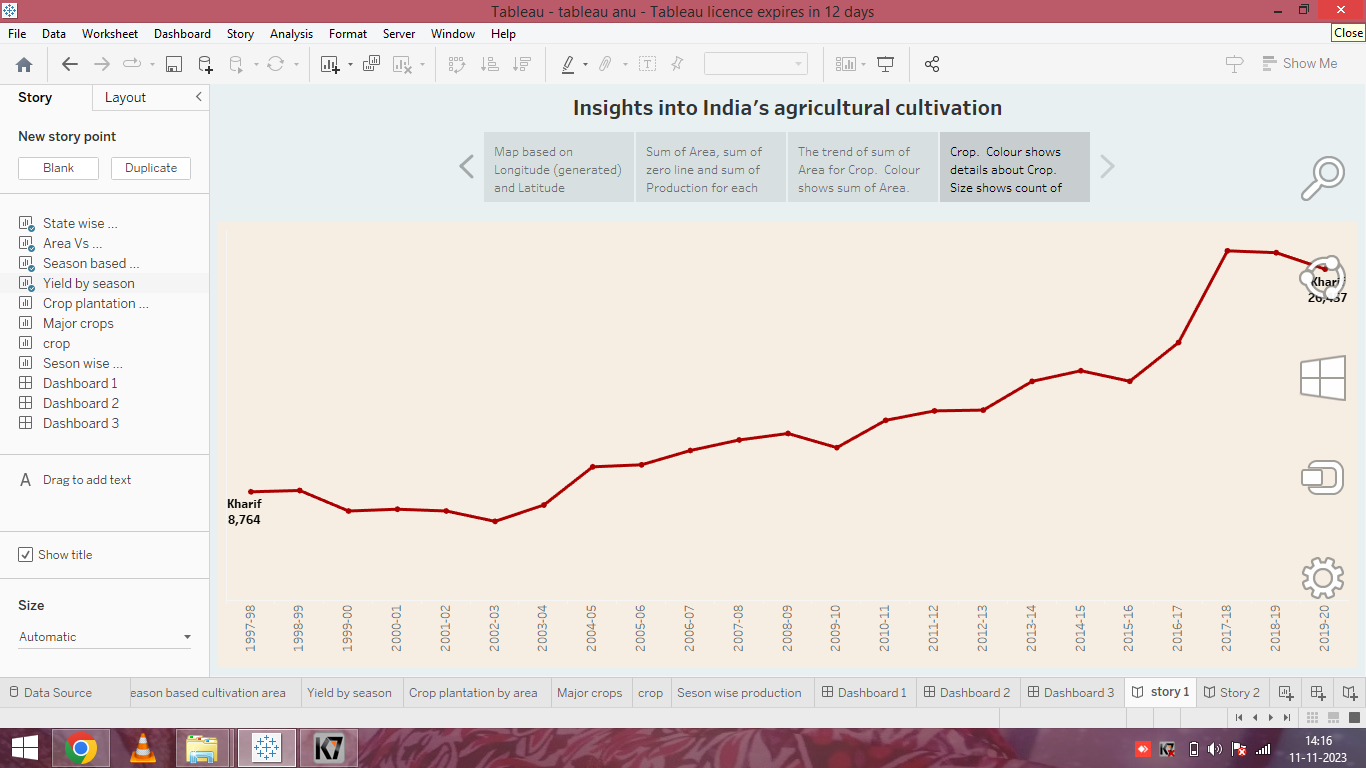 Tableau - tableau anu - Tableau licence expires in 12 days
File Data Worksheet Dashboard Story Analysis Format Server Window Help
Close
Show Me
Story Layout
New story point
Blank Duplicate
State wise ...
Area Vs ...
Season based ...
Yield by season
Crop plantation ...
Major crops
crop
Seson wise ...
Dashboard 1
Dashboard 2
Dashboard 3
A Drag to add text
Show title
Size
Automatic
Insights into India's agricultural cultivation
Map based on
Longitude (generated)
and Latitude
Sum of Area, sum of
zero line and sum of
Production for each
The trend of sum of
Area for Crop. Colour
shows sum of Area.
Crop. Colour shows
details about Crop.
Size shows count of
Kharif
8,764
1997-98
1998-99
1999-00
2000-01
2001-02
2002-03
2003-04
2004-05
2005-06
2006-07
2007-08
2008-09
2009-10
2010-11
2011-12
2012-13
2013-14
2014-15
2015-16
2016-17
2017-18
2018-19
2019-20
Data Source eason based cultivation area Yield by season Crop plantation by area Major crops crop Seson wise production Dashboard 1 Dashboard 2 Dashboard 3 story 1 Story 2
K7
14:16
11-11-2023